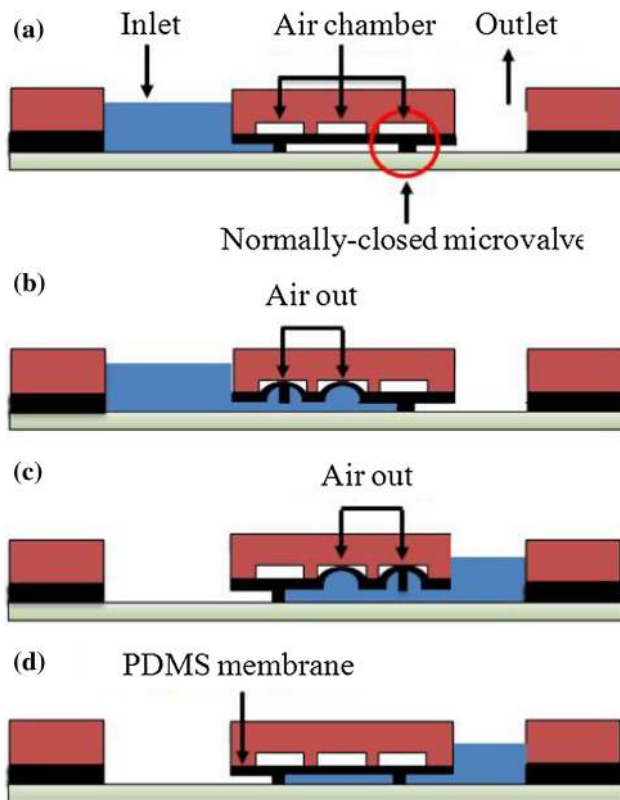 (a)
Inlet
Air chamber
Outlet
Normally-closed microvalve
(b)
Air out
(c)
Air out
(d)
PDMS membrane